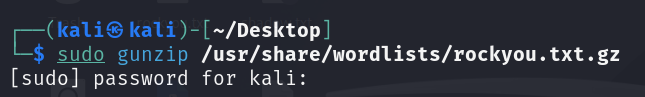 ┌──(kali㉿kali)-[~/Desktop]
└─$ sudo gunzip /usr/share/wordlists/rockyou.txt.gz
[sudo] password for kali: